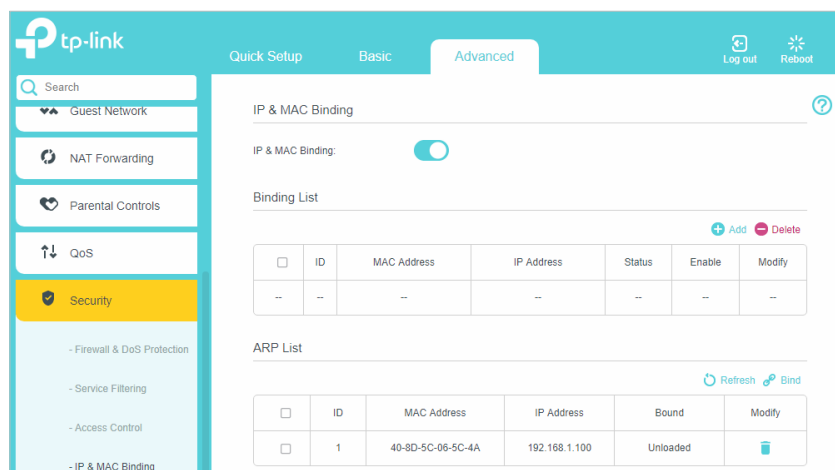 tp-link
Quick Setup Basic Advanced Log out Reboot
Search
Guest Network
NAT Forwarding
Parental Controls
QoS
Security
- Firewall & DoS Protection
- Service Filtering
- Access Control
- IP & MAC Binding
IP & MAC Binding
IP & MAC Binding:
Binding List
Add Delete
ID MAC Address IP Address Status Enable Modify
-- -- -- -- -- -- --
ARP List
Refresh Bind
ID MAC Address IP Address Bound Modify
1 40-8D-5C-06-5C-4A 192.168.1.100 Unloaded